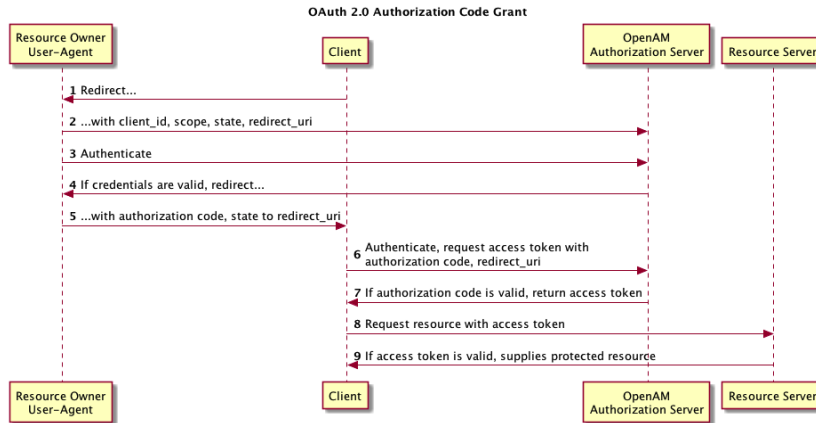 OAuth 2.0 Authorization Code Grant
Resource Owner
User-Agent
Client
OpenAM
Authorization Server
Resource Server
1 Redirect...
2 ...with client_id, scope, state, redirect_uri
3 Authenticate
4 If credentials are valid, redirect...
5 ...with authorization code, state to redirect_uri
6 Authenticate, request access token with
authorization code, redirect_uri
7 If authorization code is valid, return access token
8 Request resource with access token
9 If access token is valid, supplies protected resource
Resource Owner
User-Agent
Client
OpenAM
Authorization Server
Resource Server